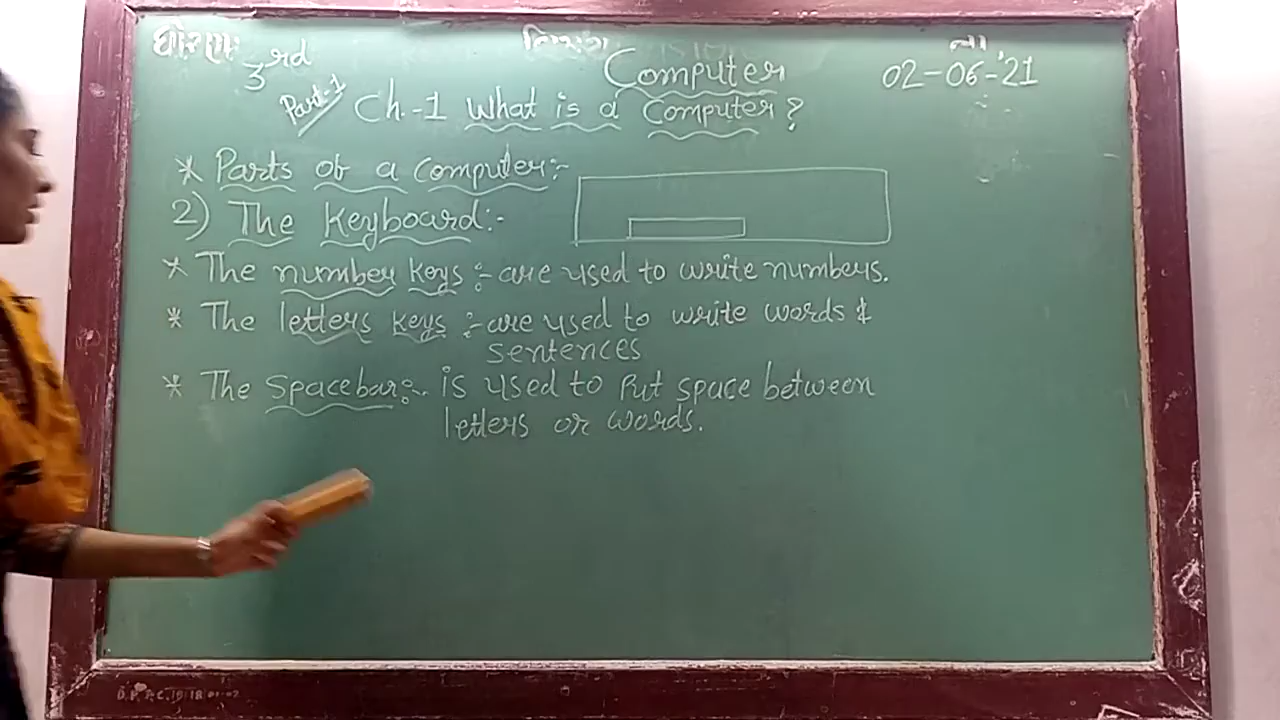 ધોરણ 3rd વિષય Computer તા 02-06-'21
Part-1 Ch.-1 What is a Computer?
* Parts of a computer:-
2) The Keyboard:-
* The number keys :- are used to write numbers.
* The letters keys :- are used to write words &
sentences
* The Spacebar:- is used to Put space between
letters or words.